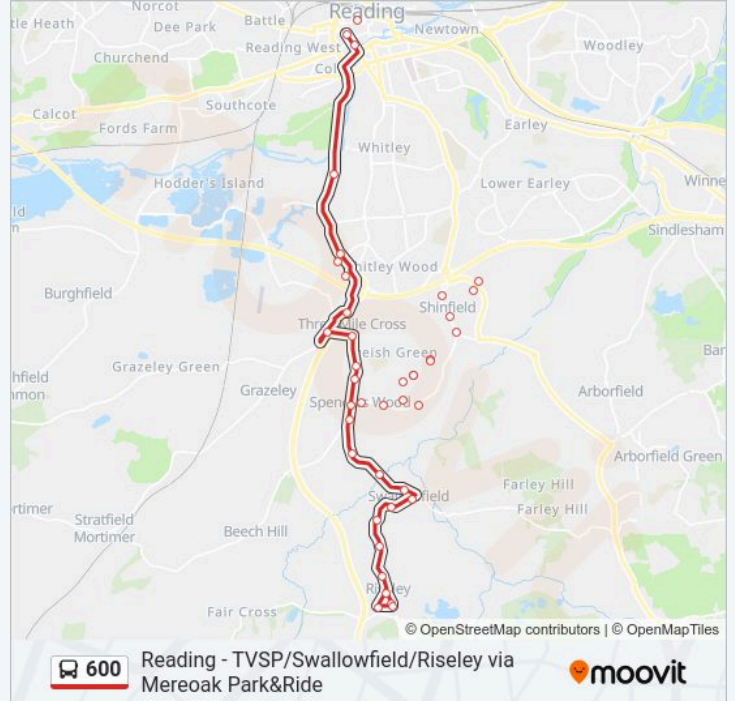 Norcot
Reading
tle Heath
Battle
Dee Park
Newtown
Reading West
Woodley
Churchend
Col
Southcote
Calcot
Fords Farm
Earley
Whitley
Hodder's Island
Lower Earley
Winne
ld
m
Sindlesham
hitley Wood
Burghfield
Shinfield
Three Mile Cross
eish Green
Bar
Grazeley Green
hfield
mmon
Grazeley
Arborfield
Spencers Wood
Arborfield Green
Swallowfield
Farley Hill
rtimer
Stratfield
Mortimer
Farley Hill
Beech Hill
Riseley
Fair Cross
© OpenStreetMap contributors | © OpenMapTiles
600
Reading - TVSP/Swallowfield/Riseley via
Mereoak Park&Ride
moovit